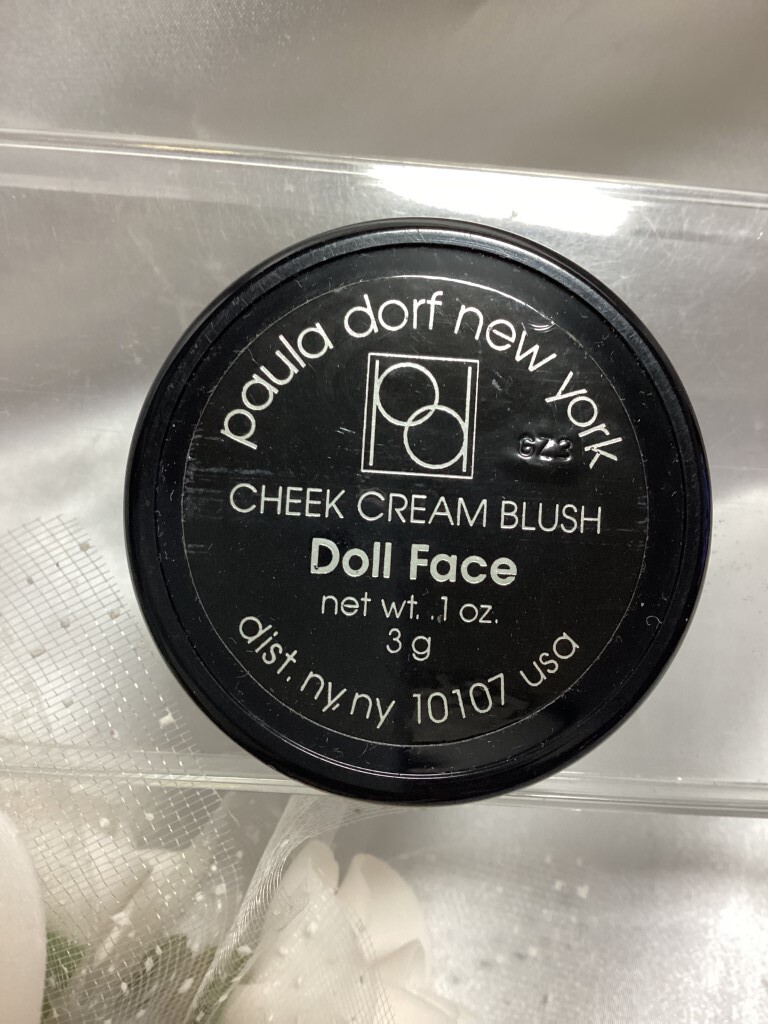 paula dorf new york
pd
GZ3
CHEEK CREAM BLUSH
Doll Face
net wt. .1 oz.
3 g
dist. ny, ny 10107 usa